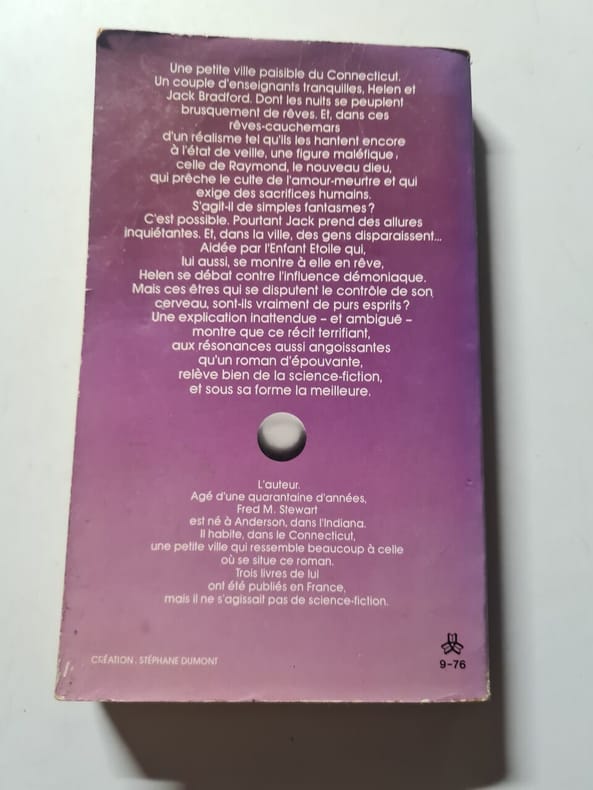 Une petite ville paisible du Connecticut.
Un couple d'enseignants tranquilles, Helen et
Jack Bradford. Dont les nuits se peuplent
brusquement de rêves. Et, dans ces
rêves-cauchemars
d'un réalisme tel qu'ils les hantent encore
à l'état de veille, une figure maléfique,
celle de Raymond, le nouveau dieu,
qui prêche le culte de l'amour-meurtre et qui
exige des sacrifices humains.
S'agit-il de simples fantasmes ?
C'est possible. Pourtant Jack prend des allures
inquiétantes. Et, dans la ville, des gens disparaissent...
Aidée par l'Enfant Etoile qui,
lui aussi, se montre à elle en rêve,
Helen se débat contre l'influence démoniaque.
Mais ces êtres qui se disputent le contrôle de son
cerveau, sont-ils vraiment de purs esprits ?
Une explication inattendue – et ambiguë –
montre que ce récit terrifiant,
aux résonances aussi angoissantes
qu'un roman d'épouvante,
relève bien de la science-fiction,
et sous sa forme la meilleure.
L'auteur.
Agé d'une quarantaine d'années,
Fred M. Stewart
est né à Anderson, dans l'Indiana.
Il habite, dans le Connecticut,
une petite ville qui ressemble beaucoup à celle
où se situe ce roman.
Trois livres de lui
ont été publiés en France,
mais il ne s'agissait pas de science-fiction.
CRÉATION . STÉPHANE DUMONT
9-76